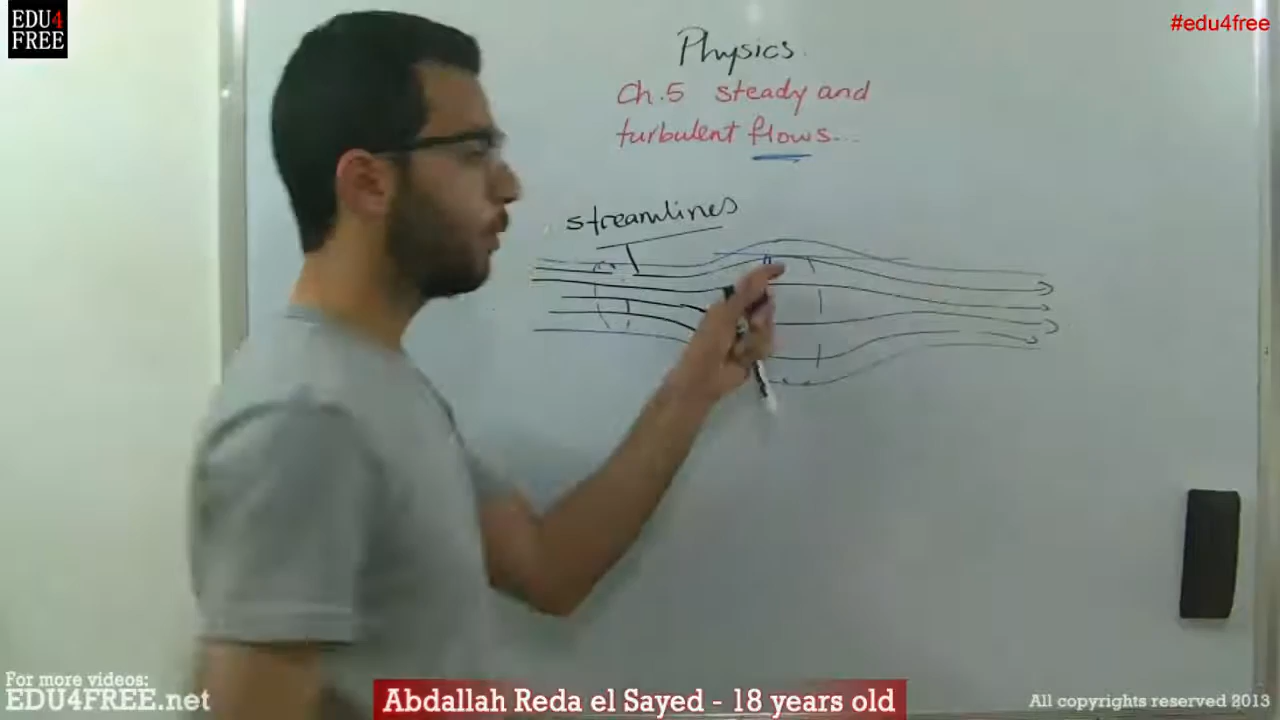 EDU4
FREE
#edu4free
Physics.
Ch.5 steady and
turbulent flows...
streamlines
For more videos:
EDU4FREE.net
Abdallah Reda el Sayed - 18 years old
All copyrights reserved 2013